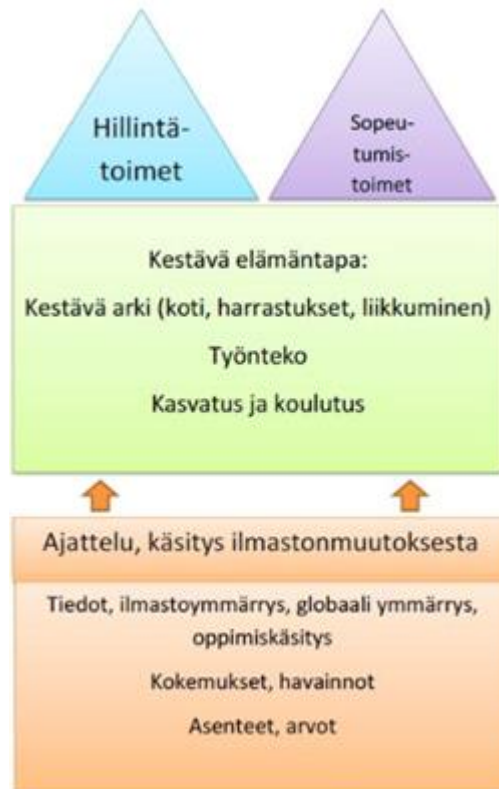 Hillintä-
toimet
Sopeu-
tumis-
toimet
Kestävä elämäntapa:
Kestävä arki (koti, harrastukset, liikkuminen)
Työnteko
Kasvatus ja koulutus
Ajattelu, käsitys ilmastonmuutoksesta
Tiedot, ilmastoymmärrys, globaali ymmärrys,
oppimiskäsitys
Kokemukset, havainnot
Asenteet, arvot